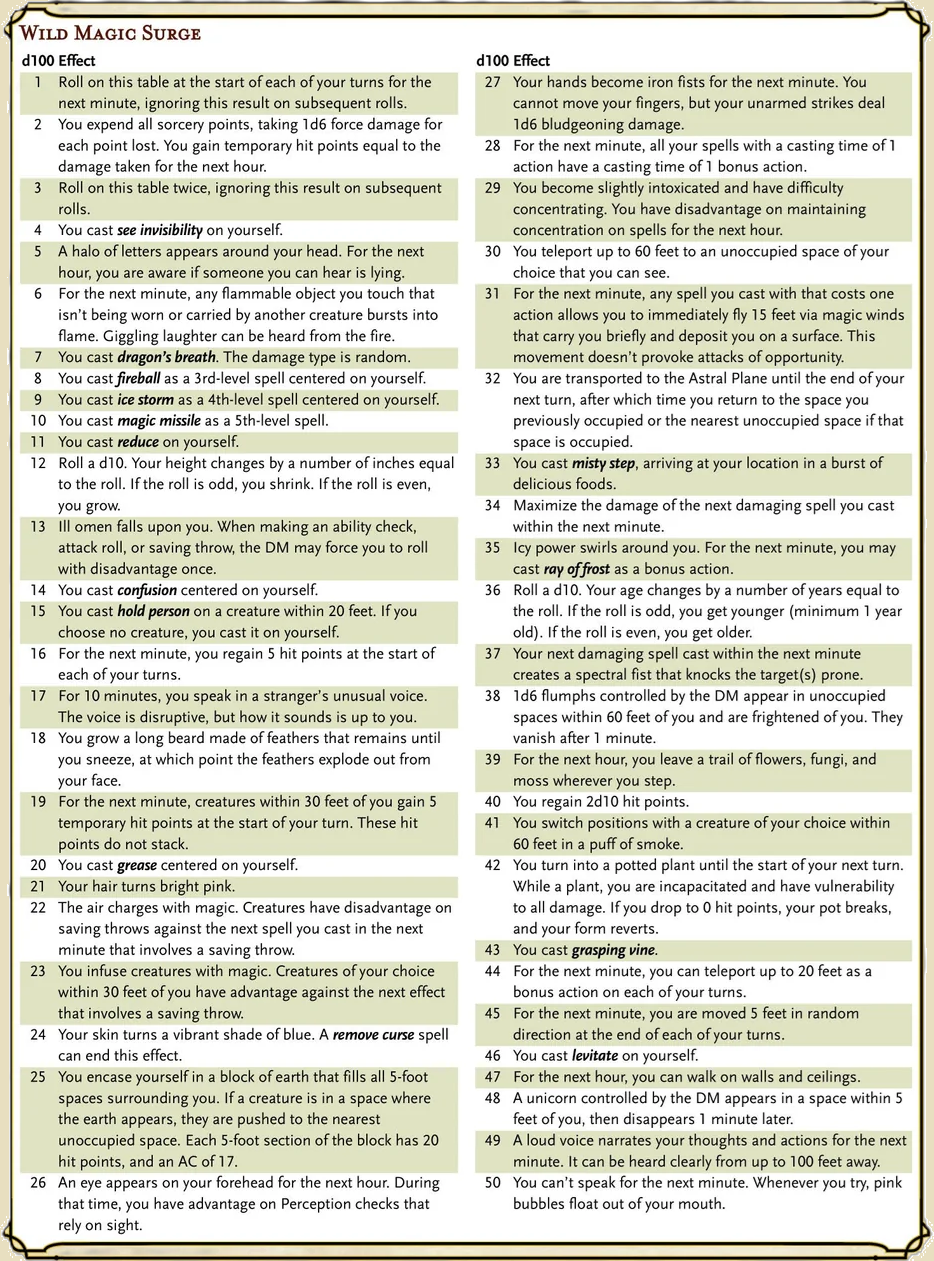 Wild Magic Surge
d100 Effect
1 Roll on this table at the start of each of your turns for the
next minute, ignoring this result on subsequent rolls.
2 You expend all sorcery points, taking 1d6 force damage for
each point lost. You gain temporary hit points equal to the
damage taken for the next hour.
3 Roll on this table twice, ignoring this result on subsequent
rolls.
4 You cast see invisibility on yourself.
5 A halo of letters appears around your head. For the next
hour, you are aware if someone you can hear is lying.
6 For the next minute, any flammable object you touch that
isn't being worn or carried by another creature bursts into
flame. Giggling laughter can be heard from the fire.
7 You cast dragon's breath. The damage type is random.
8 You cast fireball as a 3rd-level spell centered on yourself.
9 You cast ice storm as a 4th-level spell centered on yourself.
10 You cast magic missile as a 5th-level spell.
11 You cast reduce on yourself.
12 Roll a d10. Your height changes by a number of inches equal
to the roll. If the roll is odd, you shrink. If the roll is even,
you grow.
13 Ill omen falls upon you. When making an ability check,
attack roll, or saving throw, the DM may force you to roll
with disadvantage once.
14 You cast confusion centered on yourself.
15 You cast hold person on a creature within 20 feet. If you
choose no creature, you cast it on yourself.
16 For the next minute, you regain 5 hit points at the start of
each of your turns.
17 For 10 minutes, you speak in a stranger's unusual voice.
The voice is disruptive, but how it sounds is up to you.
18 You grow a long beard made of feathers that remains until
you sneeze, at which point the feathers explode out from
your face.
19 For the next minute, creatures within 30 feet of you gain 5
temporary hit points at the start of your turn. These hit
points do not stack.
20 You cast grease centered on yourself.
21 Your hair turns bright pink.
22 The air charges with magic. Creatures have disadvantage on
saving throws against the next spell you cast in the next
minute that involves a saving throw.
23 You infuse creatures with magic. Creatures of your choice
within 30 feet of you have advantage against the next effect
that involves a saving throw.
24 Your skin turns a vibrant shade of blue. A remove curse spell
can end this effect.
25 You encase yourself in a block of earth that fills all 5-foot
spaces surrounding you. If a creature is in a space where
the earth appears, they are pushed to the nearest
unoccupied space. Each 5-foot section of the block has 20
hit points, and an AC of 17.
26 An eye appears on your forehead for the next hour. During
that time, you have advantage on Perception checks that
rely on sight.
d100 Effect
27 Your hands become iron fists for the next minute. You
cannot move your fingers, but your unarmed strikes deal
1d6 bludgeoning damage.
28 For the next minute, all your spells with a casting time of 1
action have a casting time of 1 bonus action.
29 You become slightly intoxicated and have difficulty
concentrating. You have disadvantage on maintaining
concentration on spells for the next hour.
30 You teleport up to 60 feet to an unoccupied space of your
choice that you can see.
31 For the next minute, any spell you cast with that costs one
action allows you to immediately fly 15 feet via magic winds
that carry you briefly and deposit you on a surface. This
movement doesn't provoke attacks of opportunity.
32 You are transported to the Astral Plane until the end of your
next turn, after which time you return to the space you
previously occupied or the nearest unoccupied space if that
space is occupied.
33 You cast misty step, arriving at your location in a burst of
delicious foods.
34 Maximize the damage of the next damaging spell you cast
within the next minute.
35 Icy power swirls around you. For the next minute, you may
cast ray of frost as a bonus action.
36 Roll a d10. Your age changes by a number of years equal to
the roll. If the roll is odd, you get younger (minimum 1 year
old). If the roll is even, you get older.
37 Your next damaging spell cast within the next minute
creates a spectral fist that knocks the target(s) prone.
38 1d6 flumphs controlled by the DM appear in unoccupied
spaces within 60 feet of you and are frightened of you. They
vanish after 1 minute.
39 For the next hour, you leave a trail of flowers, fungi, and
moss wherever you step.
40 You regain 2d10 hit points.
41 You switch positions with a creature of your choice within
60 feet in a puff of smoke.
42 You turn into a potted plant until the start of your next turn.
While a plant, you are incapacitated and have vulnerability
to all damage. If you drop to 0 hit points, your pot breaks,
and your form reverts.
43 You cast grasping vine.
44 For the next minute, you can teleport up to 20 feet as a
bonus action on each of your turns.
45 For the next minute, you are moved 5 feet in random
direction at the end of each of your turns.
46 You cast levitate on yourself.
47 For the next hour, you can walk on walls and ceilings.
48 A unicorn controlled by the DM appears in a space within 5
feet of you, then disappears 1 minute later.
49 A loud voice narrates your thoughts and actions for the next
minute. It can be heard clearly from up to 100 feet away.
50 You can't speak for the next minute. Whenever you try, pink
bubbles float out of your mouth.